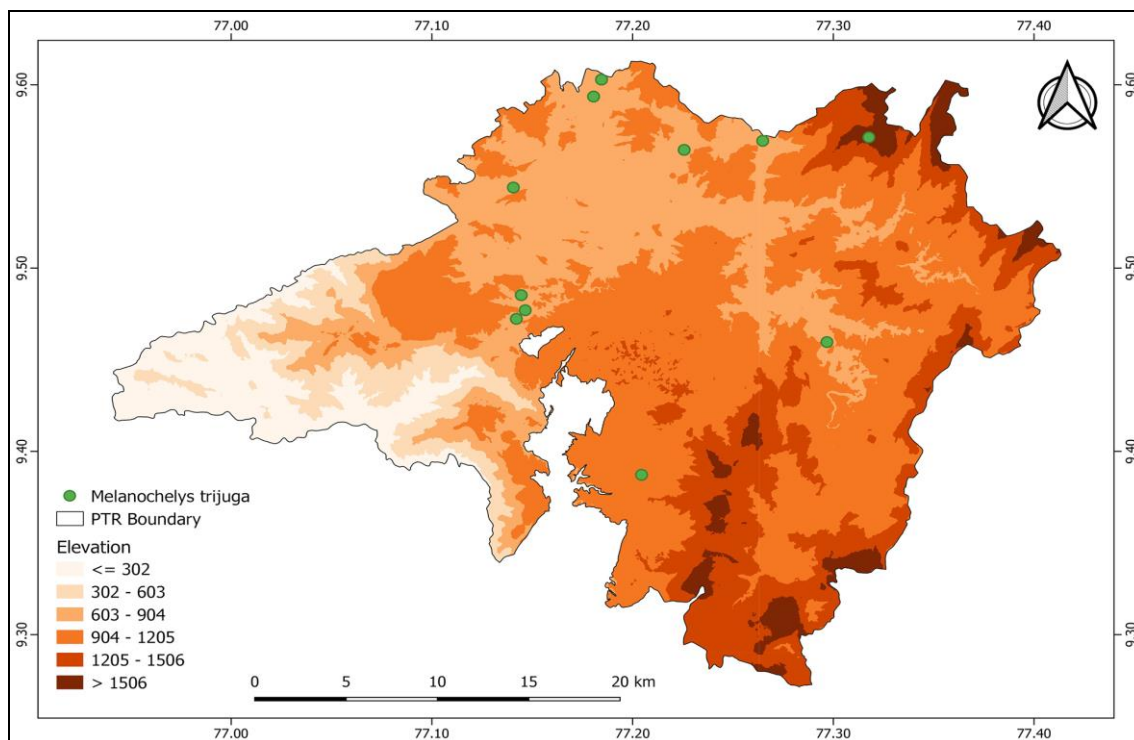 77.00 77.10 77.20 77.30 77.40
9.60 9.60
9.50 9.50
9.40 9.40
9.30 9.30
Melanochelys trijuga
PTR Boundary
Elevation
<= 302
302 - 603
603 - 904
904 - 1205
1205 - 1506
> 1506
0 5 10 15 20 km
77.00 77.10 77.20 77.30 77.40